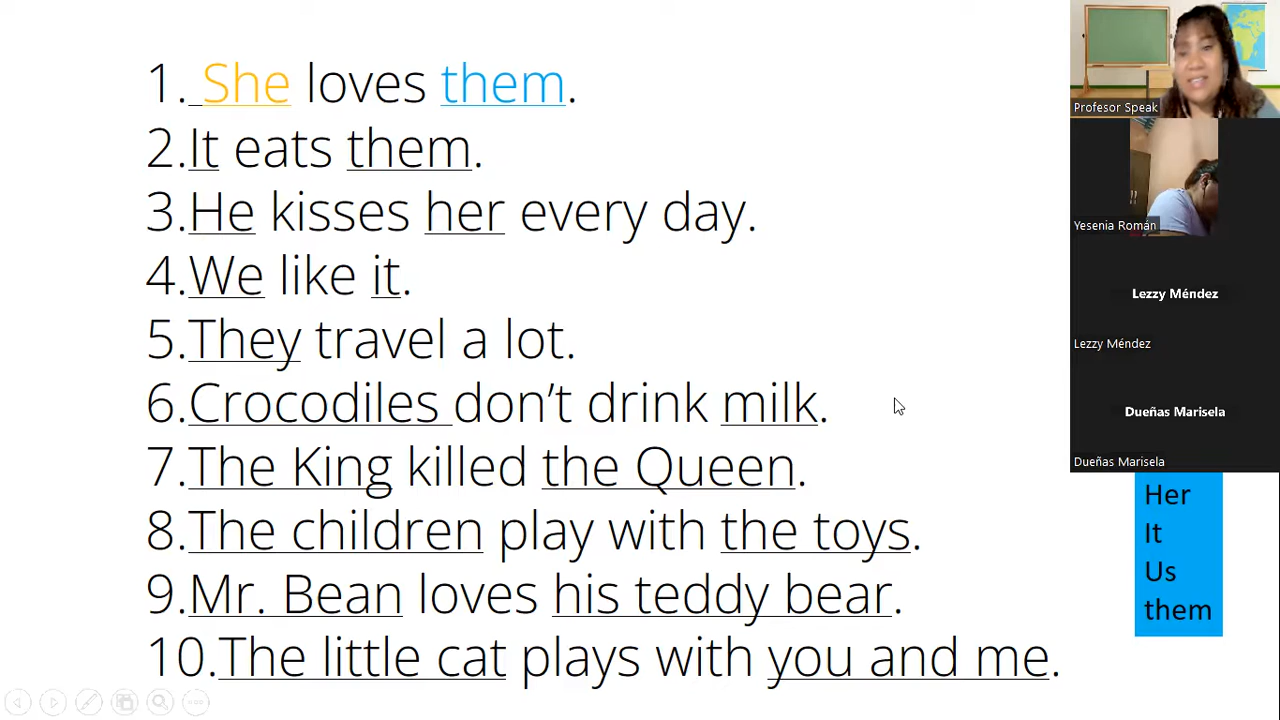 1._She loves them.
2.It eats them.
3.He kisses her every day.
4.We like it.
5.They travel a lot.
6.Crocodiles don’t drink milk.
7.The King killed the Queen.
8.The children play with the toys.
9.Mr. Bean loves his teddy bear.
10.The little cat plays with you and me.
Profesor Speak
Yesenia Román
Lezzy Méndez
Lezzy Méndez
Dueñas Marisela
Dueñas Marisela
Her
It
Us
them